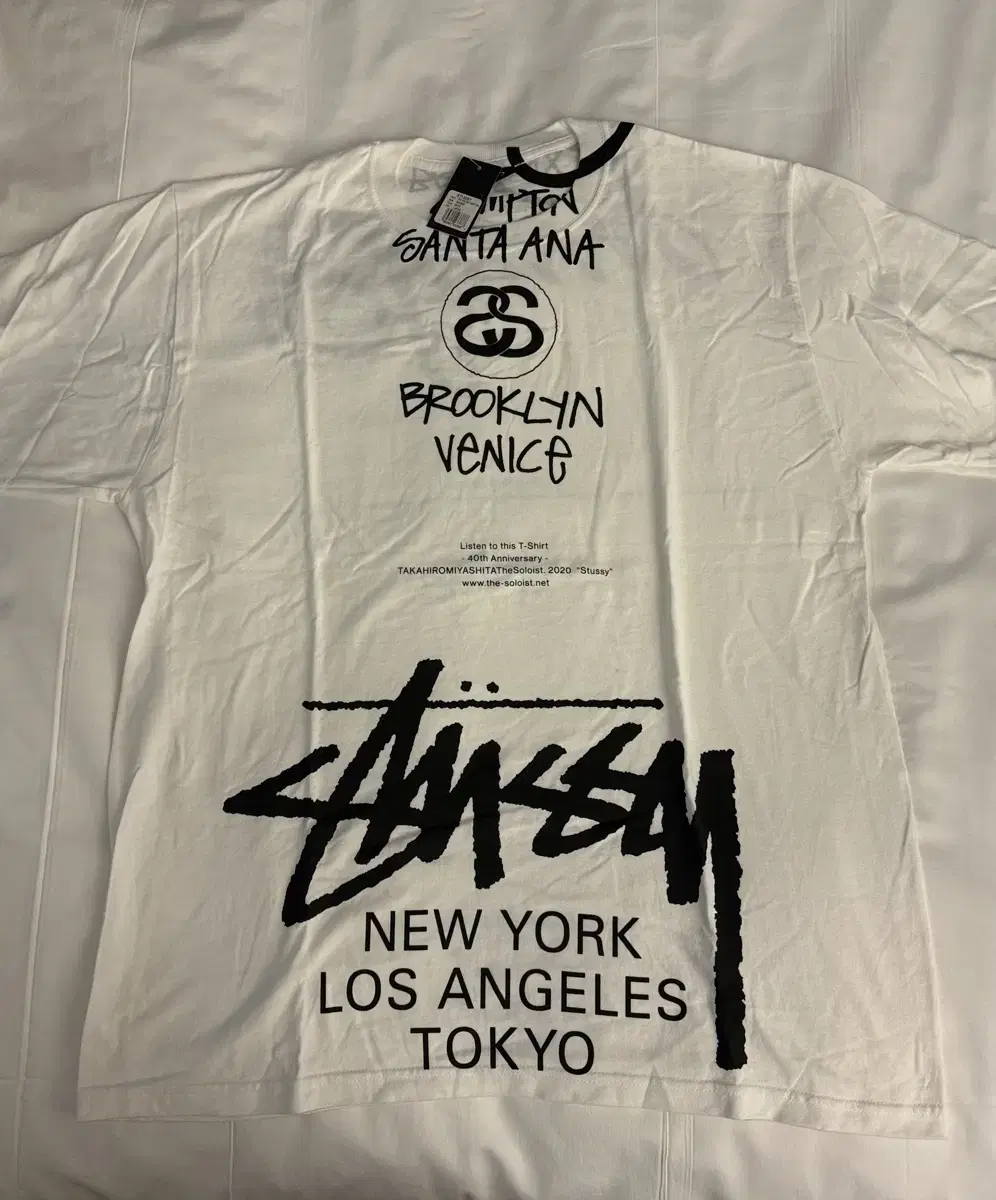 SANTA ANA
BROOKLYN
VENICE
Listen to this T-Shirt
- 40th Anniversary -
TAKAHIROMIYASHITATheSoloist. 2020 "Stussy"
www.the-soloist.net
Stüssy
NEW YORK
LOS ANGELES
TOKYO